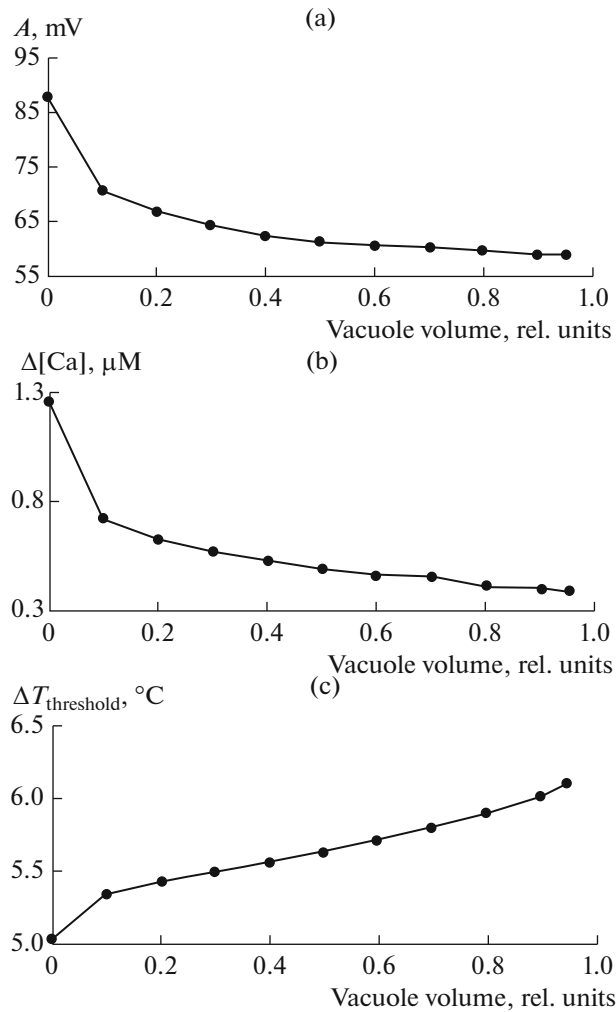 (a)
A, mV
95
85
75
65
55
0 0.2 0.4 0.6 0.8 1.0
Vacuole volume, rel. units
(b)
Δ[Ca], μM
1.3
0.8
0.3
0 0.2 0.4 0.6 0.8 1.0
Vacuole volume, rel. units
(c)
ΔTthreshold, °C
6.5
6.0
5.5
5.0
0 0.2 0.4 0.6 0.8 1.0
Vacuole volume, rel. units